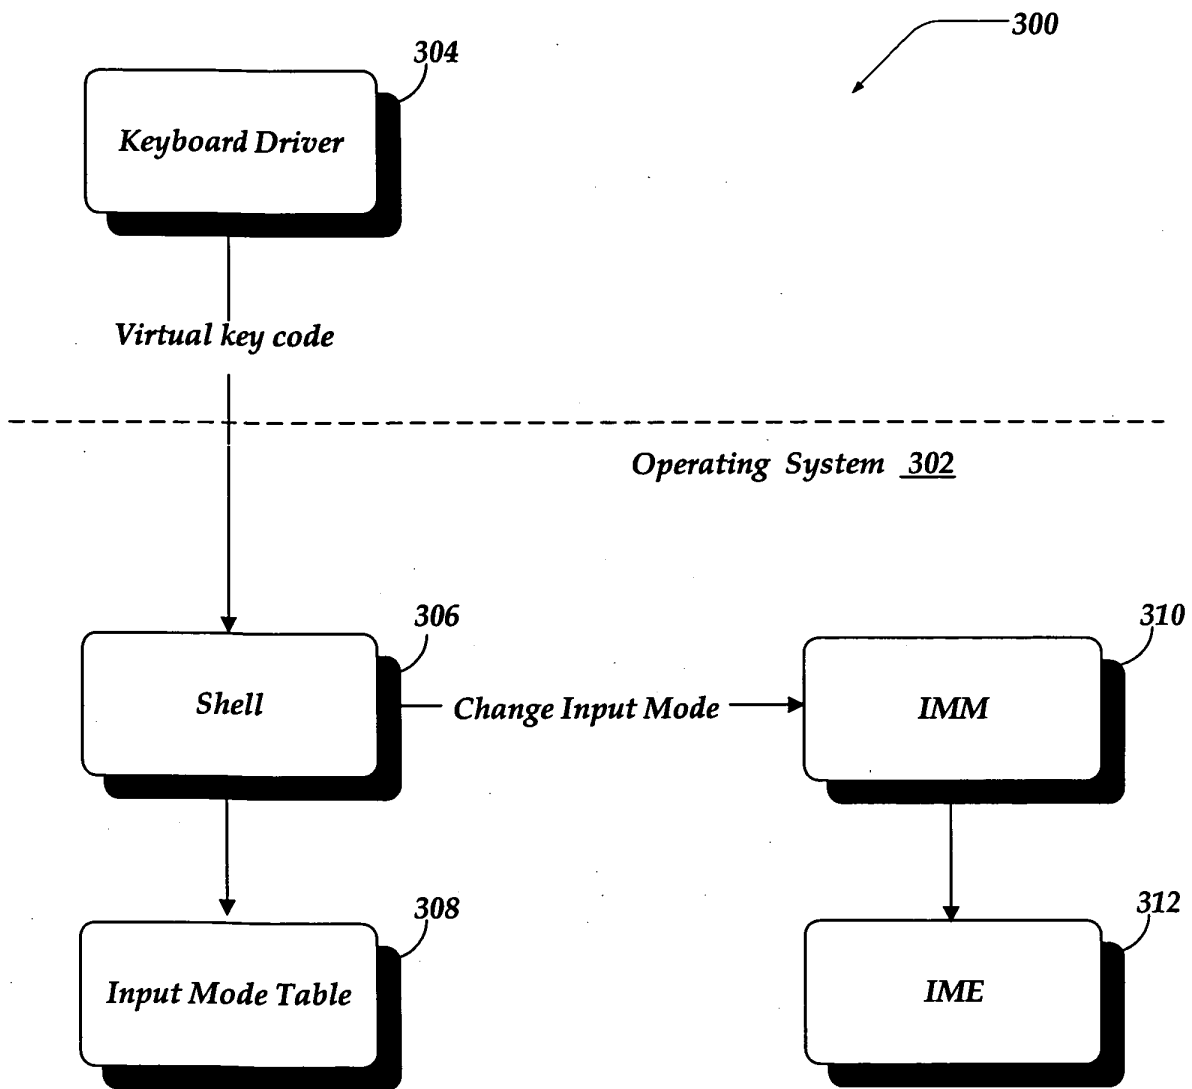 300
304
Keyboard Driver
Virtual key code
Operating System 302
306
Shell
Change Input Mode
310
IMM
308
Input Mode Table
312
IME